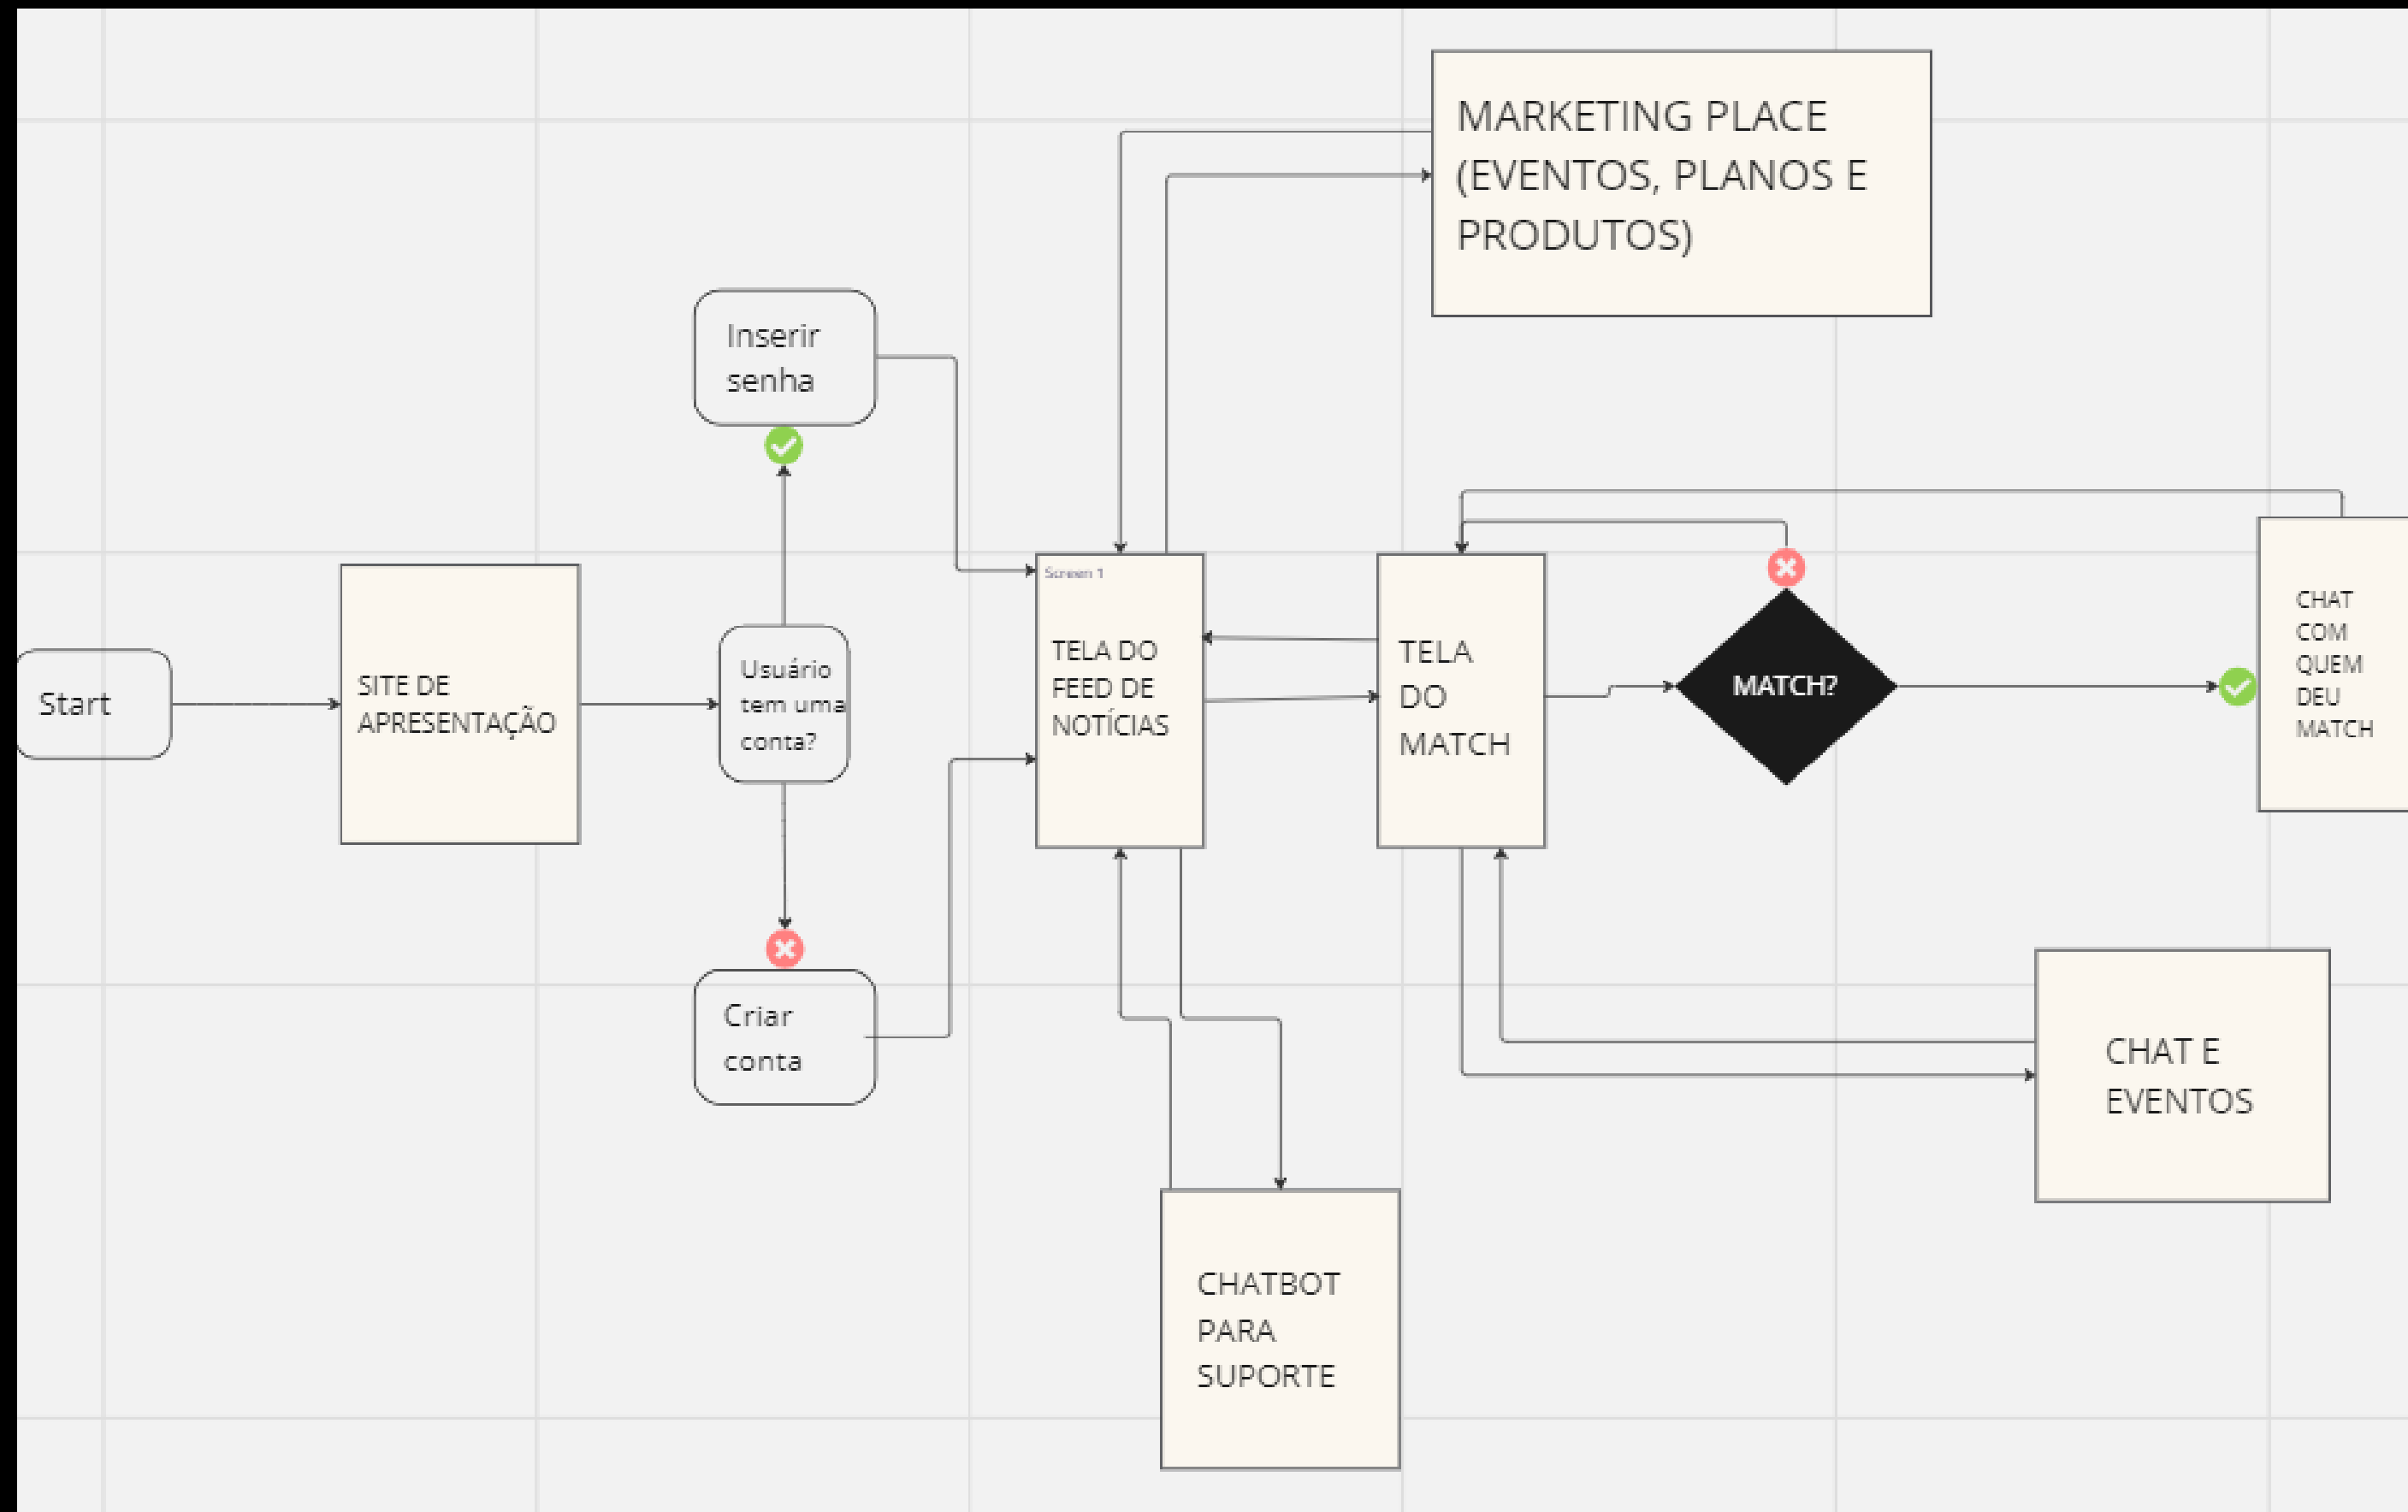 MARKETING PLACE
(EVENTOS, PLANOS E
PRODUTOS)
Inserir
senha
Start
SITE DE
APRESENTAÇÃO
Usuário
tem uma
conta?
Criar
conta
Screen 1
TELA DO
FEED DE
NOTÍCIAS
TELA
DO
MATCH
MATCH?
CHAT
COM
QUEM
DEU
MATCH
CHAT E
EVENTOS
CHATBOT
PARA
SUPORTE